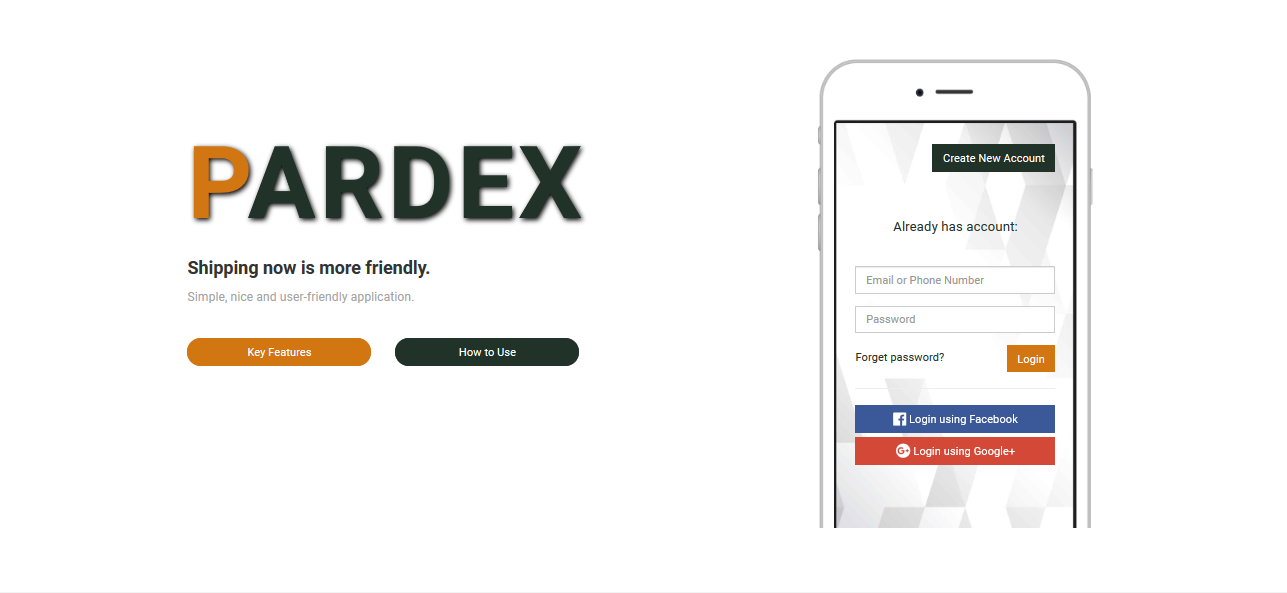 PARDEX
Shipping now is more friendly.
Simple, nice and user-friendly application.
Key Features
How to Use
Create New Account
Already has account:
Email or Phone Number
Password
Forget password?
Login
Login using Facebook
Login using Google+